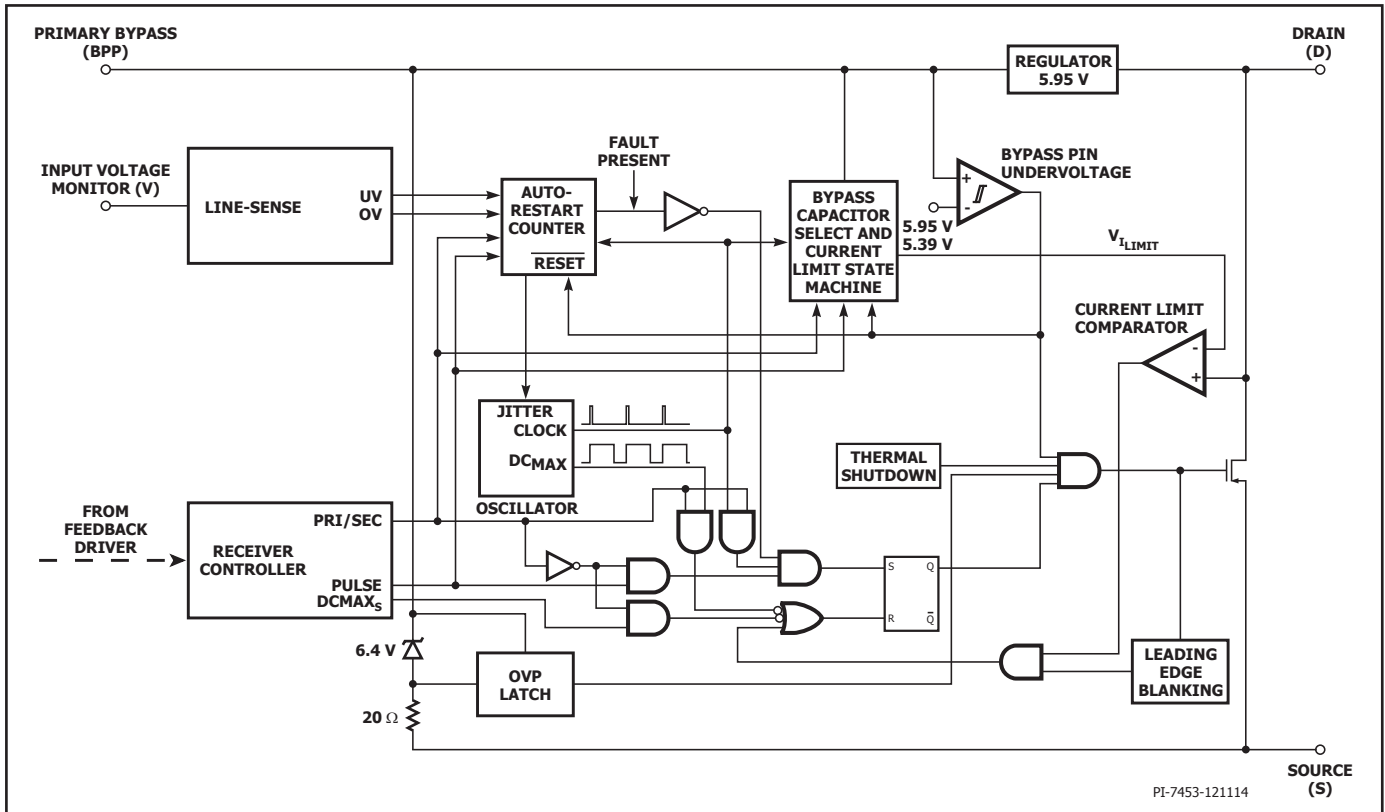 PRIMARY BYPASS
(BPP)
DRAIN
(D)
REGULATOR
5.95 V
INPUT VOLTAGE
MONITOR (V)
LINE-SENSE
UV
OV
FAULT
PRESENT
AUTO-
RESTART
COUNTER
RESET
BYPASS
CAPACITOR
SELECT AND
CURRENT
LIMIT STATE
MACHINE
+
-
BYPASS PIN
UNDERVOLTAGE
5.95 V
5.39 V
VILIMIT
CURRENT LIMIT
COMPARATOR
-
+
JITTER
CLOCK
DCMAX
OSCILLATOR
THERMAL
SHUTDOWN
FROM
FEEDBACK
DRIVER
RECEIVER
CONTROLLER
PRI/SEC
PULSE
DCMAXS
S
Q
R
Q̅
6.4 V
OVP
LATCH
LEADING
EDGE
BLANKING
20 Ω
SOURCE
(S)
PI-7453-121114